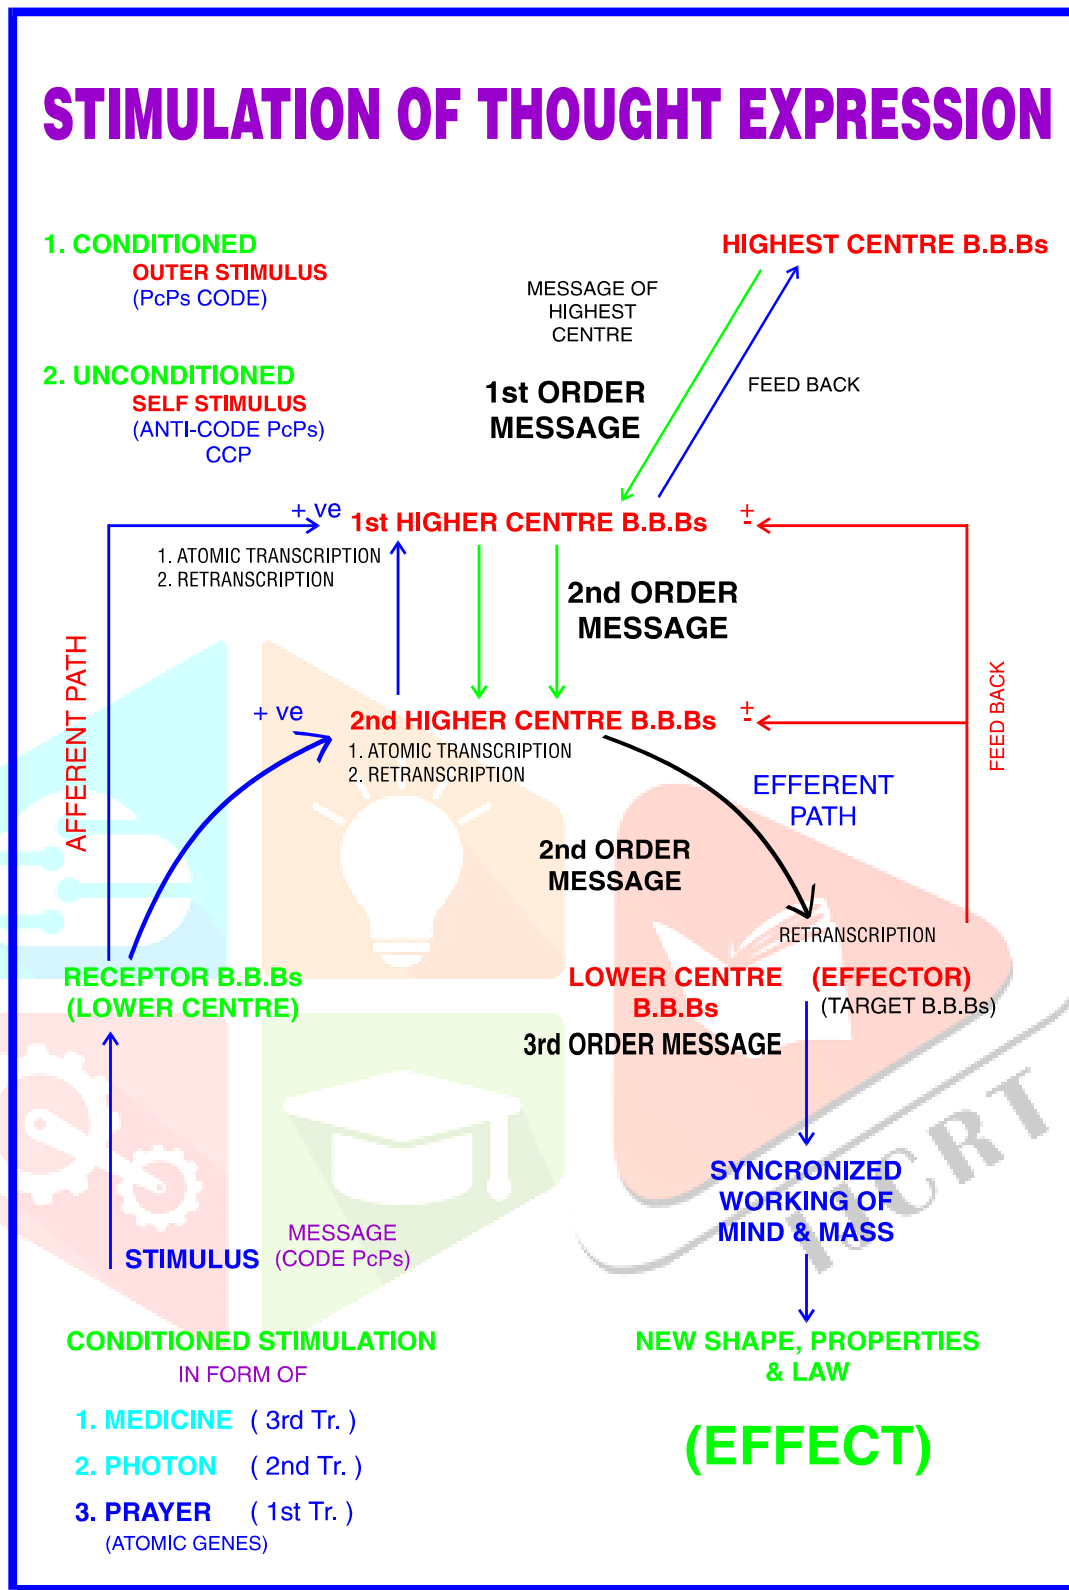 STIMULATION OF THOUGHT EXPRESSION
1. CONDITIONED
OUTER STIMULUS
(PcPs CODE)
2. UNCONDITIONED
SELF STIMULUS
(ANTI-CODE PcPs)
CCP
HIGHEST CENTRE B.B.Bs
MESSAGE OF
HIGHEST
CENTRE
1st ORDER
MESSAGE
FEED BACK
+ ve
1st HIGHER CENTRE B.B.Bs
±
1. ATOMIC TRANSCRIPTION
2. RETRANSCRIPTION
2nd ORDER
MESSAGE
AFFERENT PATH
+ ve
2nd HIGHER CENTRE B.B.Bs
±
1. ATOMIC TRANSCRIPTION
2. RETRANSCRIPTION
FEED BACK
EFFERENT
PATH
2nd ORDER
MESSAGE
RETRANSCRIPTION
RECEPTOR B.B.Bs
(LOWER CENTRE)
LOWER CENTRE
B.B.Bs
(EFFECTOR)
(TARGET B.B.Bs)
3rd ORDER MESSAGE
SYNCRONIZED
WORKING OF
MIND & MASS
IJCRT
STIMULUS
MESSAGE
(CODE PcPs)
CONDITIONED STIMULATION
IN FORM OF
1. MEDICINE ( 3rd Tr. )
2. PHOTON ( 2nd Tr. )
3. PRAYER ( 1st Tr. )
(ATOMIC GENES)
NEW SHAPE, PROPERTIES
& LAW
(EFFECT)